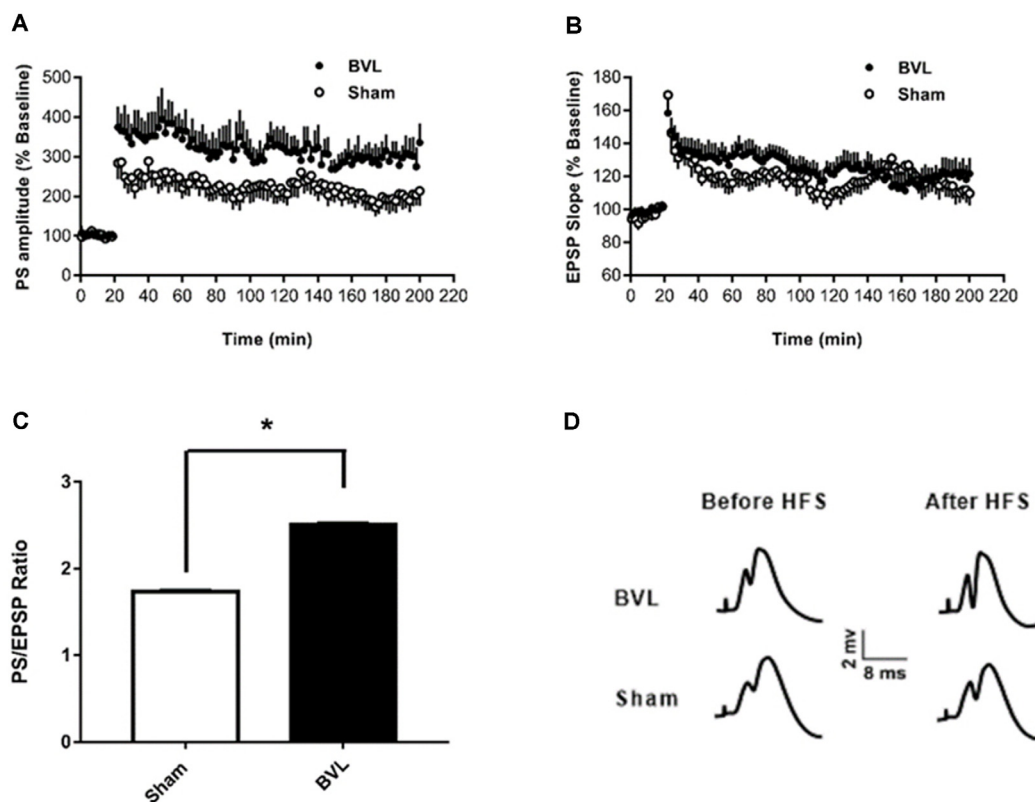 A
BVL
Sham
PS amplitude (% Baseline)
500
400
300
200
100
0
0 20 40 60 80 100 120 140 160 180 200 220
Time (min)
B
BVL
Sham
EPSP Slope (% Baseline)
180
160
140
120
100
80
60
0 20 40 60 80 100 120 140 160 180 200 220
Time (min)
C
*
PS/EPSP Ratio
3
2
1
0
Sham
BVL
D
Before HFS After HFS
BVL
2 mv
8 ms
Sham